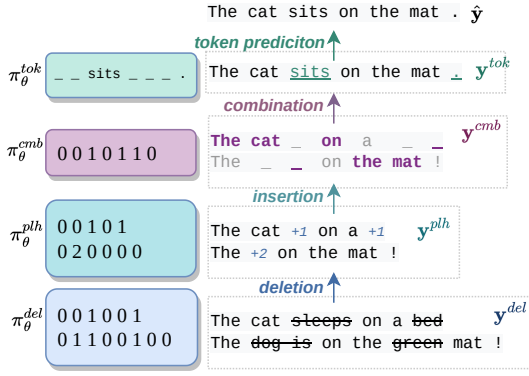 The cat sits on the mat . ŷ
token prediciton
π_θ^tok _ _ sits _ _ _ . The cat sits on the mat . y^tok
combination
π_θ^cmb 0 0 1 0 1 1 0 y^cmb
The cat _ on a _ _
The _ _ on the mat !
insertion
π_θ^plh y^plh
0 0 1 0 1 The cat +1 on a +1
0 2 0 0 0 0 The +2 on the mat !
deletion
π_θ^del y^del
0 0 1 0 0 1 The cat sleeps on a bed
0 1 1 0 0 1 0 0 The dog is on the green mat !